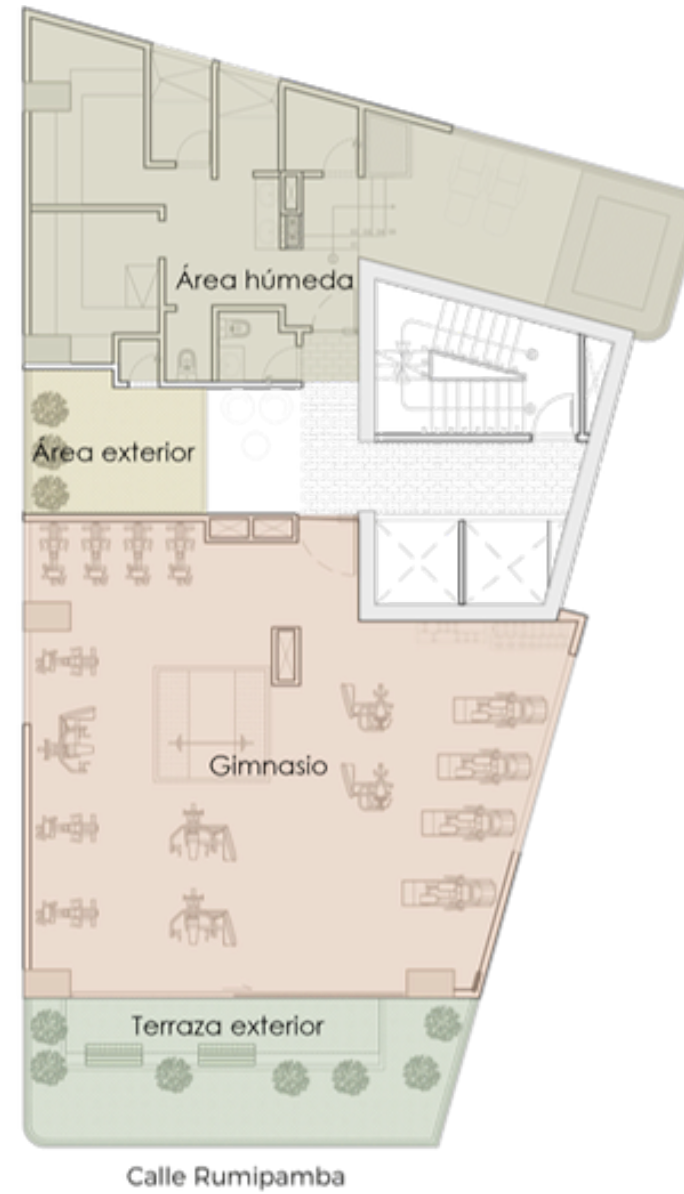 Área húmeda
Área exterior
Gimnasio
Terraza exterior
Calle Rumipamba